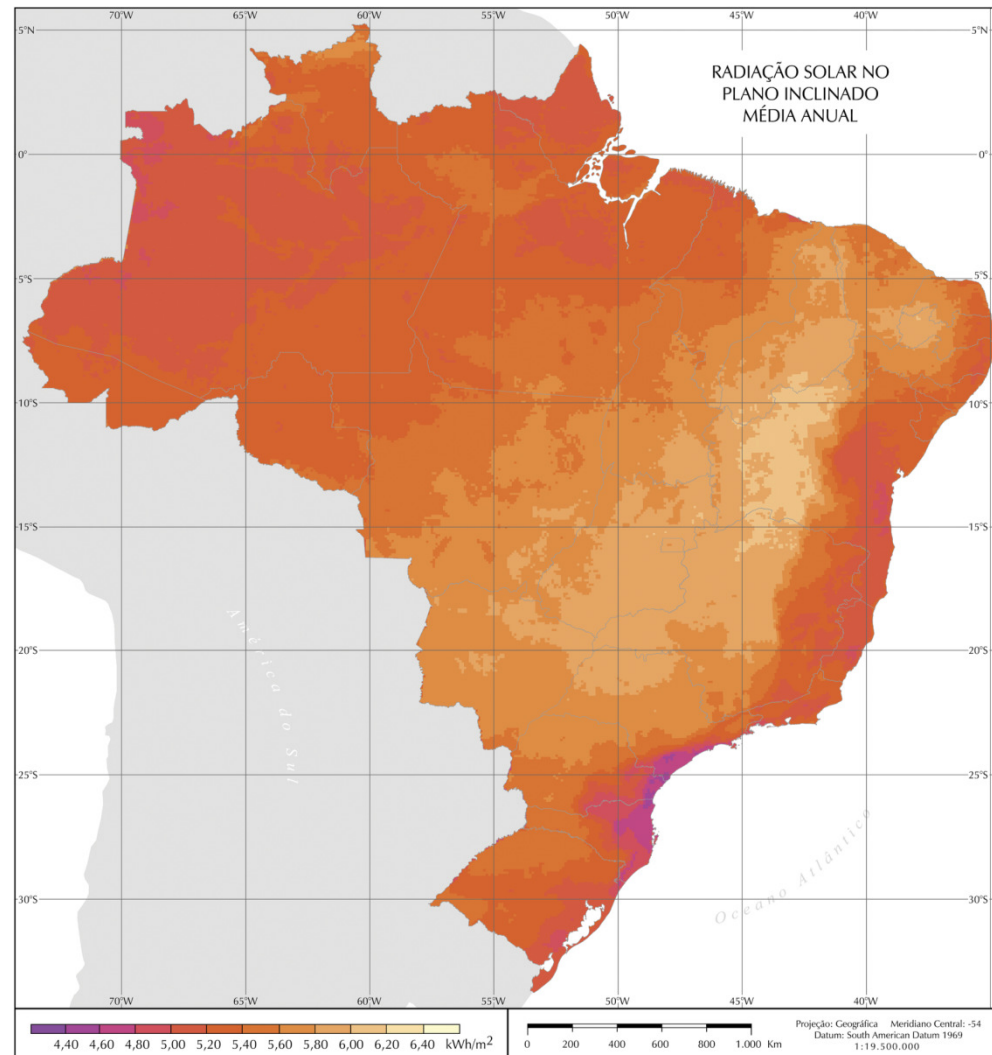 70°W 65°W 60°W 55°W 50°W 45°W 40°W
5°N 5°N
RADIAÇÃO SOLAR NO
PLANO INCLINADO
MÉDIA ANUAL
0° 0°
5°S 5°S
10°S 10°S
15°S 15°S
América do Sul
20°S 20°S
25°S 25°S
Oceano Atlântico
30°S 30°S
70°W 65°W 60°W 55°W 50°W 45°W 40°W
4,40 4,60 4,80 5,00 5,20 5,40 5,60 5,80 6,00 6,20 6,40 kWh/m²
0 200 400 600 800 1.000 Km
Projeção: Geográfica Meridiano Central: -54
Datum: South American Datum 1969
1:19.500.000